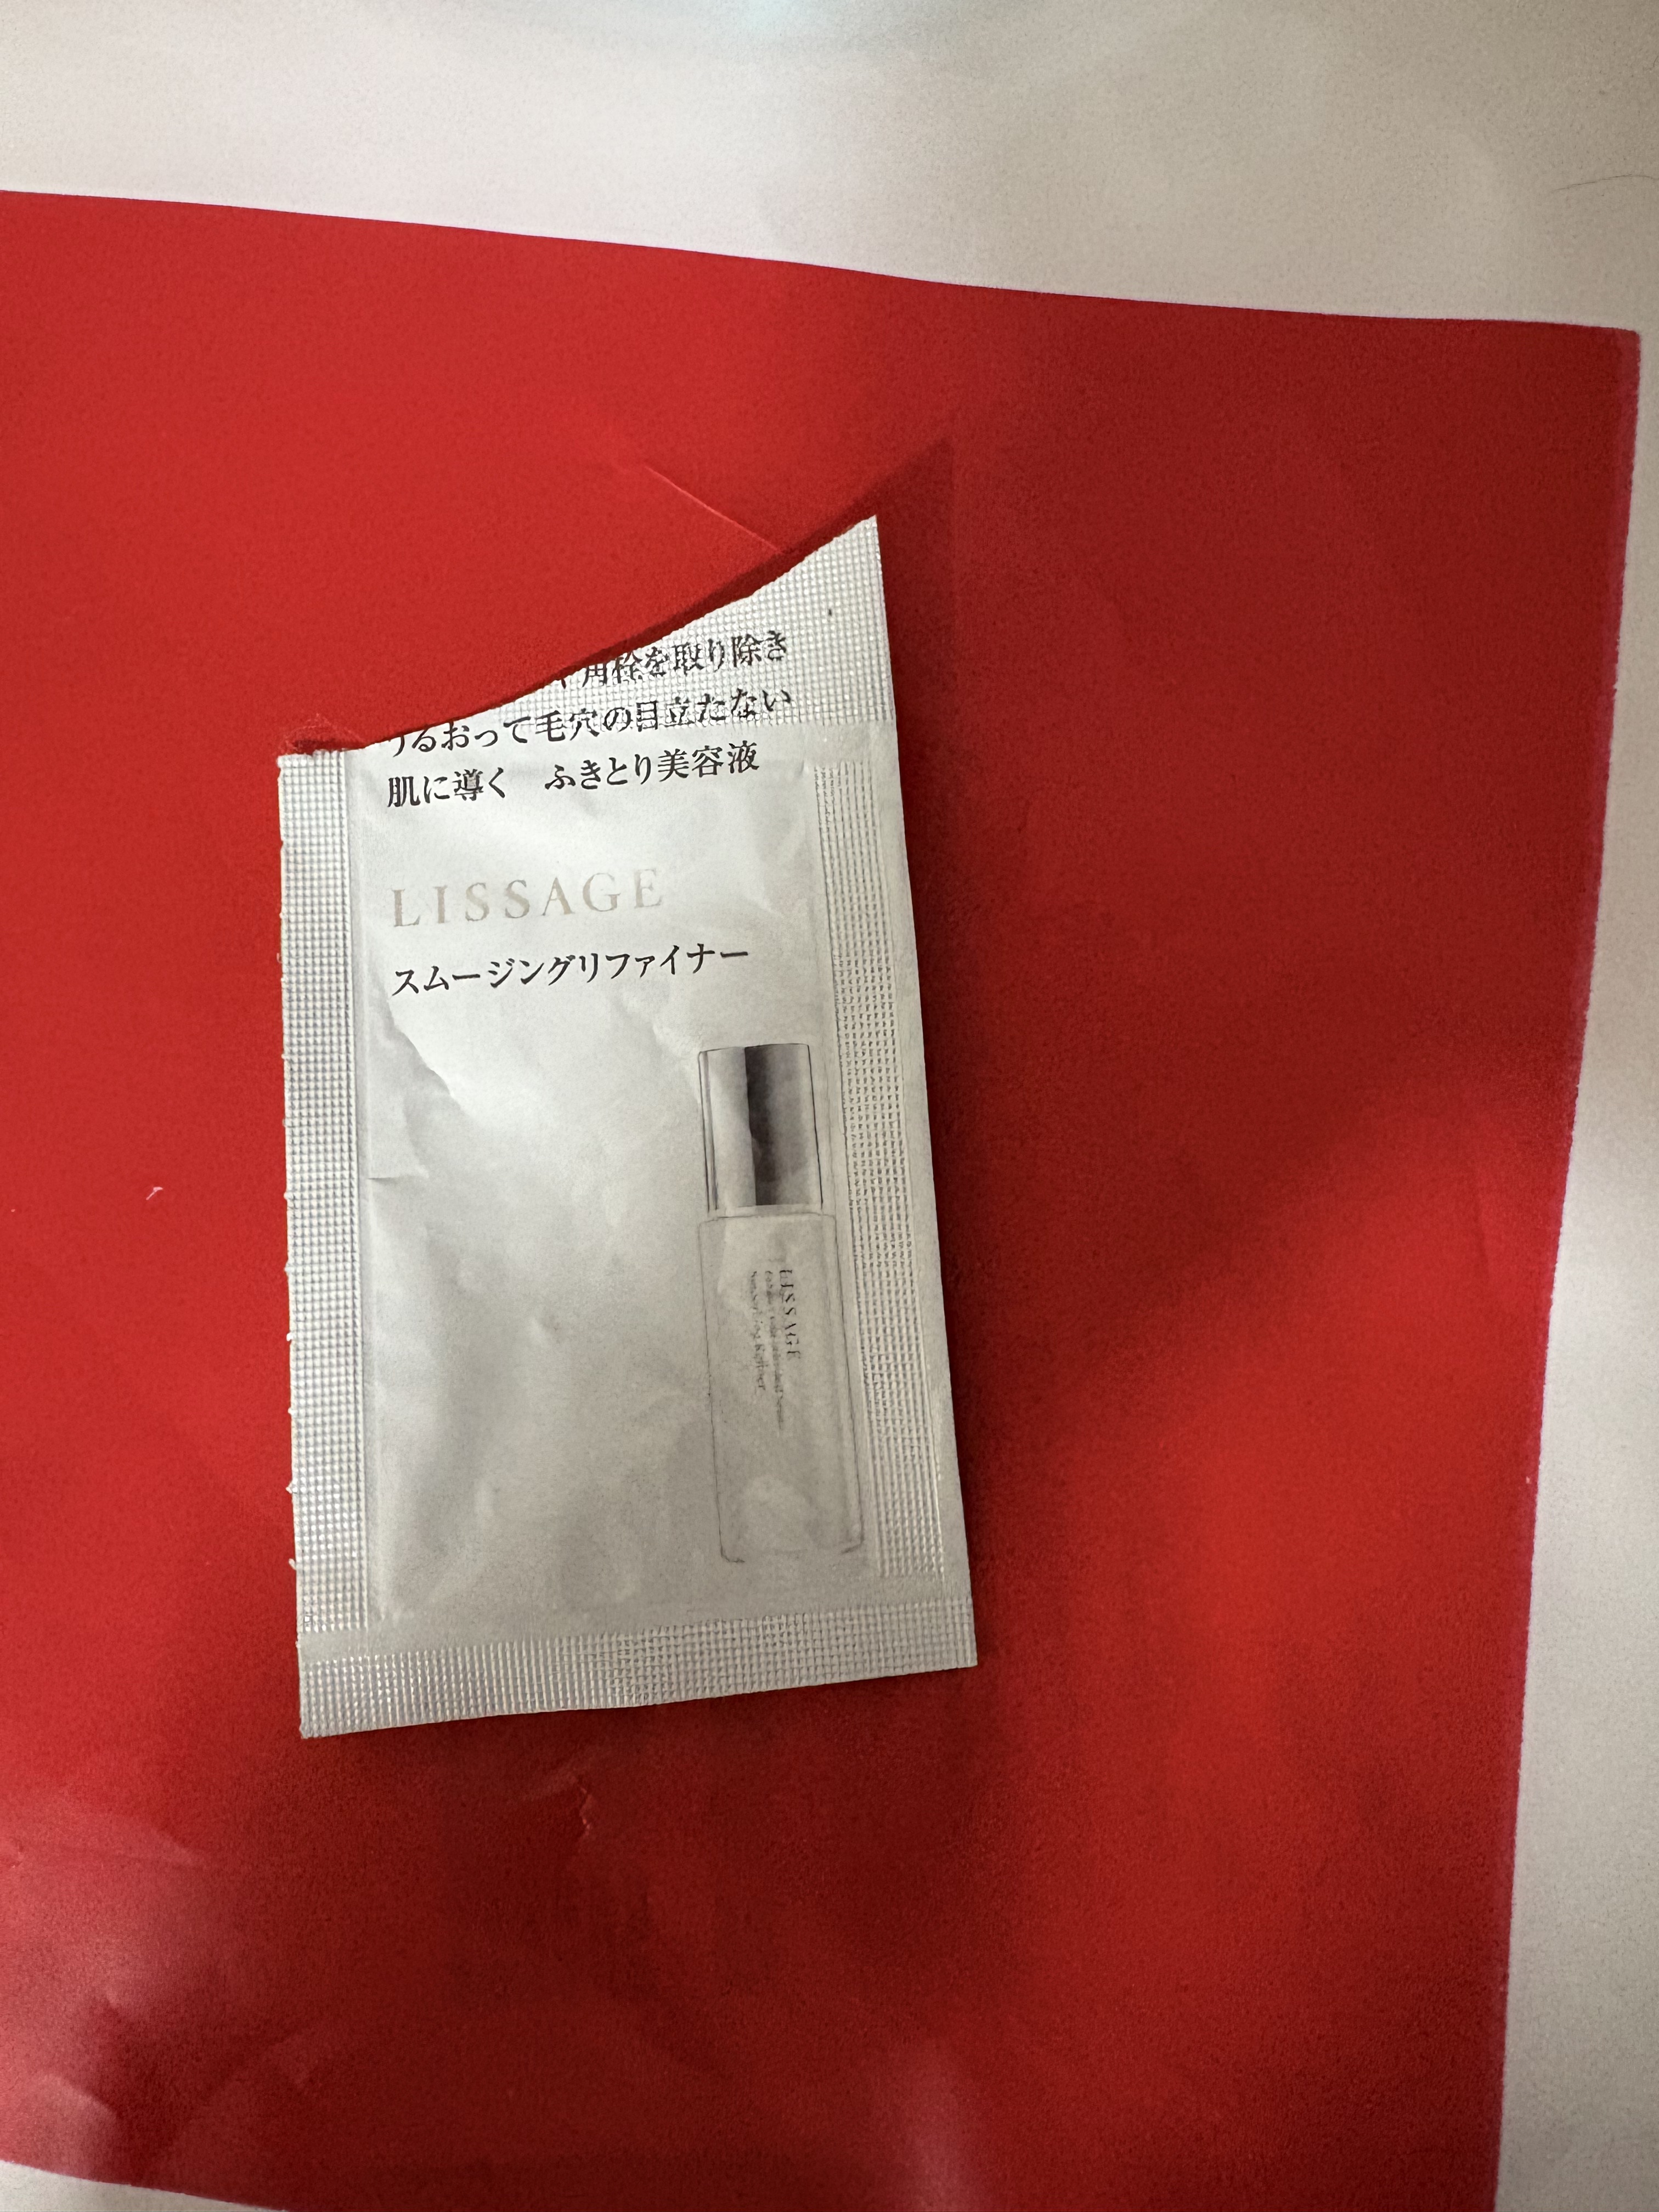 角栓を取り除き
うるおって毛穴の目立たない
肌に導く　ふきとり美容液
LISSAGE
スムージングリファイナー
LISSAGE